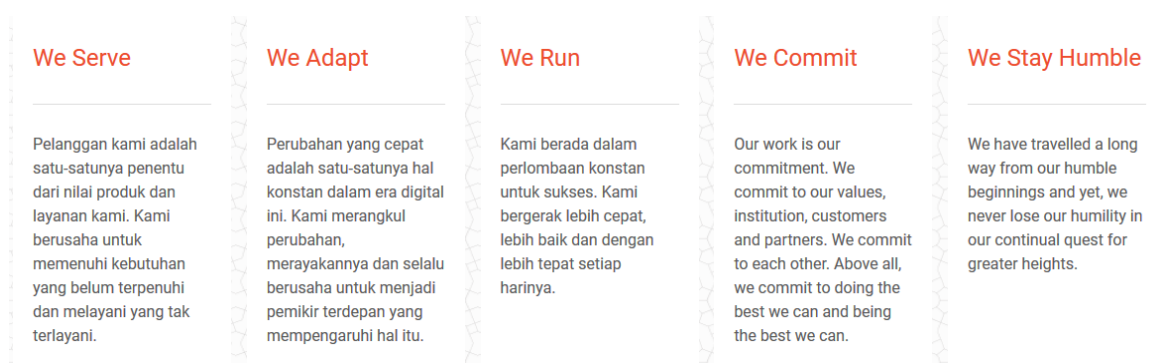 We Serve
Pelanggan kami adalah
satu-satunya penentu
dari nilai produk dan
layanan kami. Kami
berusaha untuk
memenuhi kebutuhan
yang belum terpenuhi
dan melayani yang tak
terlayani.
We Adapt
Perubahan yang cepat
adalah satu-satunya hal
konstan dalam era digital
ini. Kami merangkul
perubahan,
merayakannya dan selalu
berusaha untuk menjadi
pemikir terdepan yang
mempengaruhi hal itu.
We Run
Kami berada dalam
perlombaan konstan
untuk sukses. Kami
bergerak lebih cepat,
lebih baik dan dengan
lebih tepat setiap
harinya.
We Commit
Our work is our
commitment. We
commit to our values,
institution, customers
and partners. We commit
to each other. Above all,
we commit to doing the
best we can and being
the best we can.
We Stay Humble
We have travelled a long
way from our humble
beginnings and yet, we
never lose our humility in
our continual quest for
greater heights.